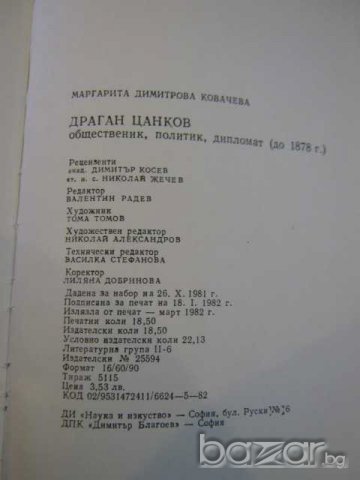 МАРГАРИТА ДИМИТРОВА КОВАЧЕВА
ДРАГАН ЦАНКОВ
общественик, политик, дипломат (до 1878 г.)
Рецензенти
акад. ДИМИТЪР КОСЕВ
ст. н. с. НИКОЛАЙ ЖЕЧЕВ
Редактор
ВАЛЕНТИН РАДЕВ
Художник
ТОМА ТОМОВ
Художествен редактор
НИКОЛАЙ АЛЕКСАНДРОВ
Технически редактор
ВАСИЛКА СТЕФАНОВА
Коректор
ЛИЛЯНА ДОБРИНОВА
Дадена за набор на 26. X. 1981 г.
Подписана за печат на 18. I. 1982 г.
Излязла от печат — март 1982 г.
Печатни коли 18,50
Издателски коли 18,50
Условно издателски коли 22,13
Литературна група II-6
Издателски № 25594
Формат 16/60/90
Тираж 5115
Цена 3,53 лв.
КОД 02/9531472411/6624—5—82
ДИ «Наука и изкуство» — София, бул. Руски № 6
ДПК «Димитър Благоев» — София
bazar.bg